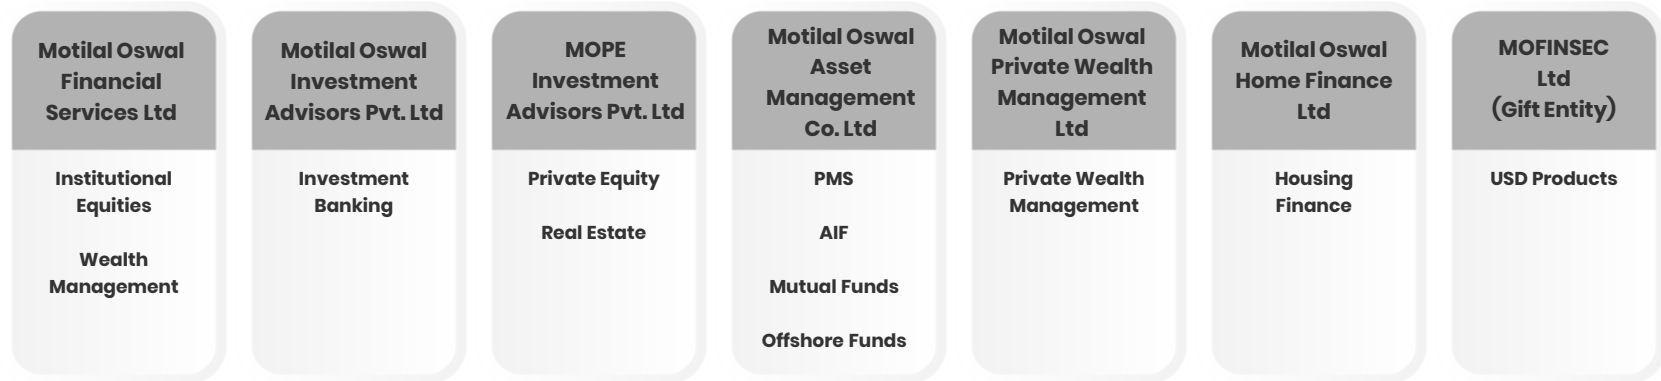 Motilal Oswal
Financial
Services Ltd
Institutional
Equities
Wealth
Management
Motilal Oswal
Investment
Advisors Pvt. Ltd
Investment
Banking
MOPE
Investment
Advisors Pvt. Ltd
Private Equity
Real Estate
Motilal Oswal
Asset
Management
Co. Ltd
PMS
AIF
Mutual Funds
Offshore Funds
Motilal Oswal
Private Wealth
Management
Ltd
Private Wealth
Management
Motilal Oswal
Home Finance
Ltd
Housing
Finance
MOFINSEC
Ltd
(Gift Entity)
USD Products